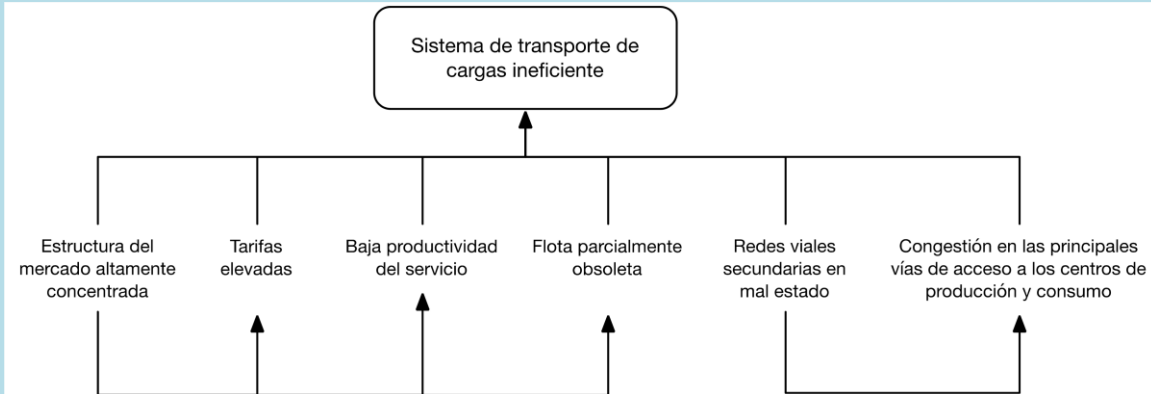 Sistema de transporte de
cargas ineficiente
Estructura del
mercado altamente
concentrada
Tarifas
elevadas
Baja productividad
del servicio
Flota parcialmente
obsoleta
Redes viales
secundarias en
mal estado
Congestión en las principales
vías de acceso a los centros de
producción y consumo